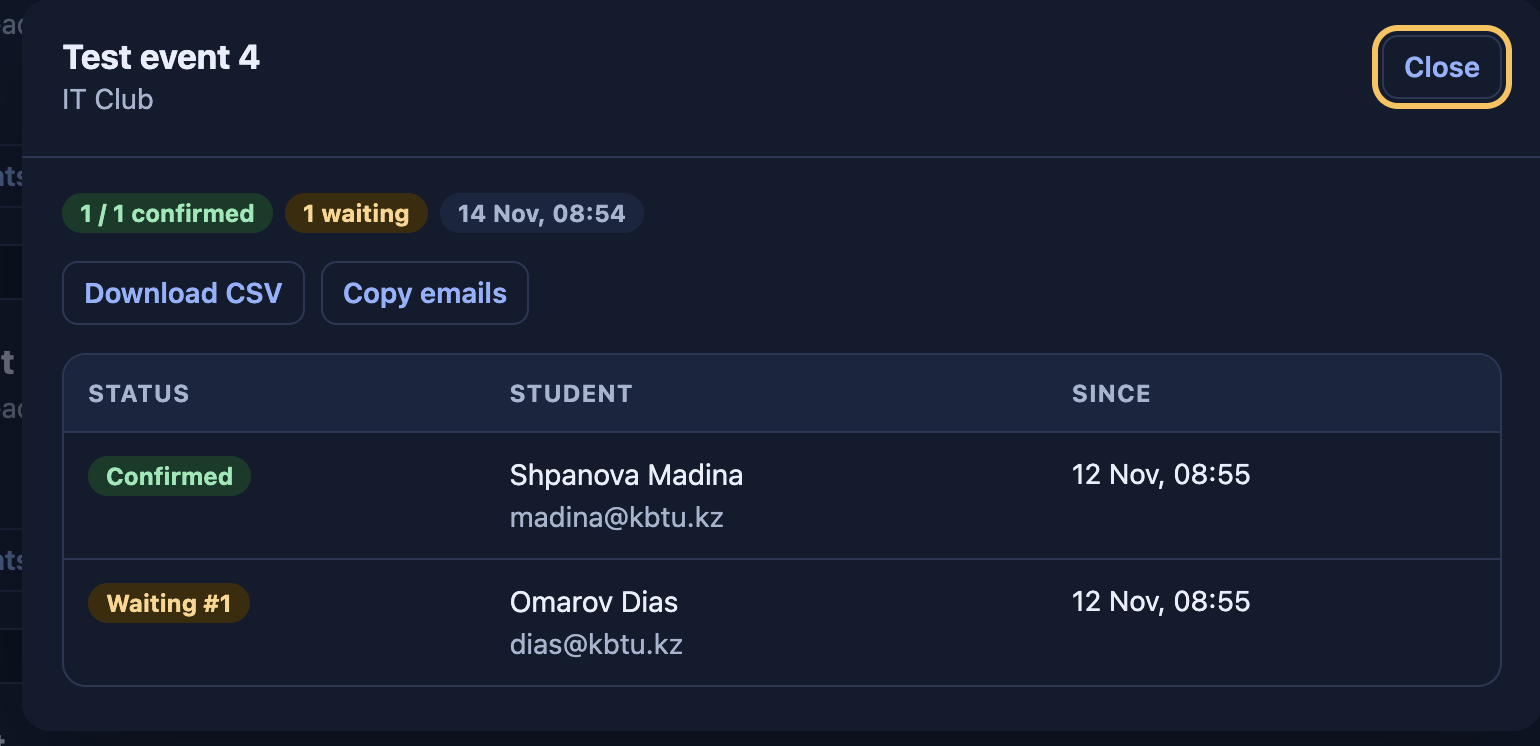 Test event 4
IT Club
Close
1 / 1 confirmed
1 waiting
14 Nov, 08:54
Download CSV
Copy emails
STATUS STUDENT SINCE
Confirmed Shpanova Madina 12 Nov, 08:55
madina@kbtu.kz
Waiting #1 Omarov Dias 12 Nov, 08:55
dias@kbtu.kz